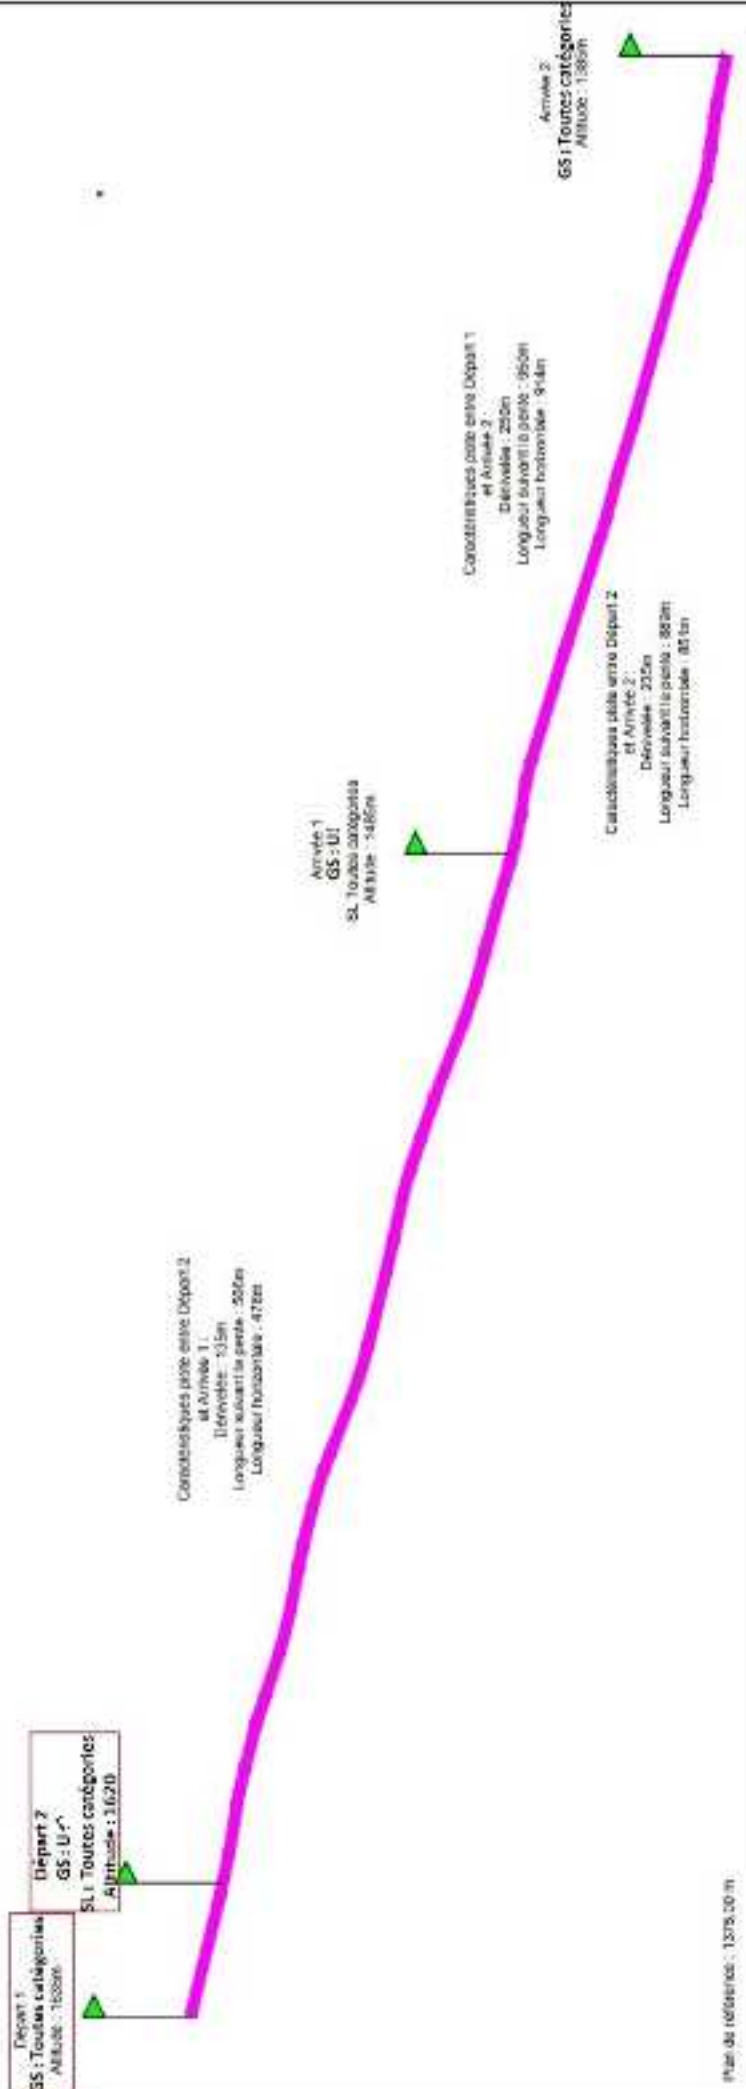 Départ 1
GS : Toutes catégories
Altitude : 1635m
Départ 2
GS : U
SL : Toutes catégories
Altitude : 1620
Caractéristiques piste entre Départ 2
et Arrivée 1 :
Dénivelée : 135m
Longueur suivant la pente :
Longueur horizontale : 478m
Arrivée 1
GS : U
SL Toutes catégories
Altitude : 1485m
Caractéristiques piste entre Départ 1
et Arrivée 2
Dénivelée : 250m
Longueur suivant la pente : 950m
Longueur horizontale : 914m
Caractéristiques piste entre Départ 2
et Arrivée 2 :
Dénivelée : 235m
Longueur suivant la pente :
Longueur horizontale : 851m
Arrivée 2
GS : Toutes catégories
Altitude : 1385m
Plan de référence : 1375.00 m